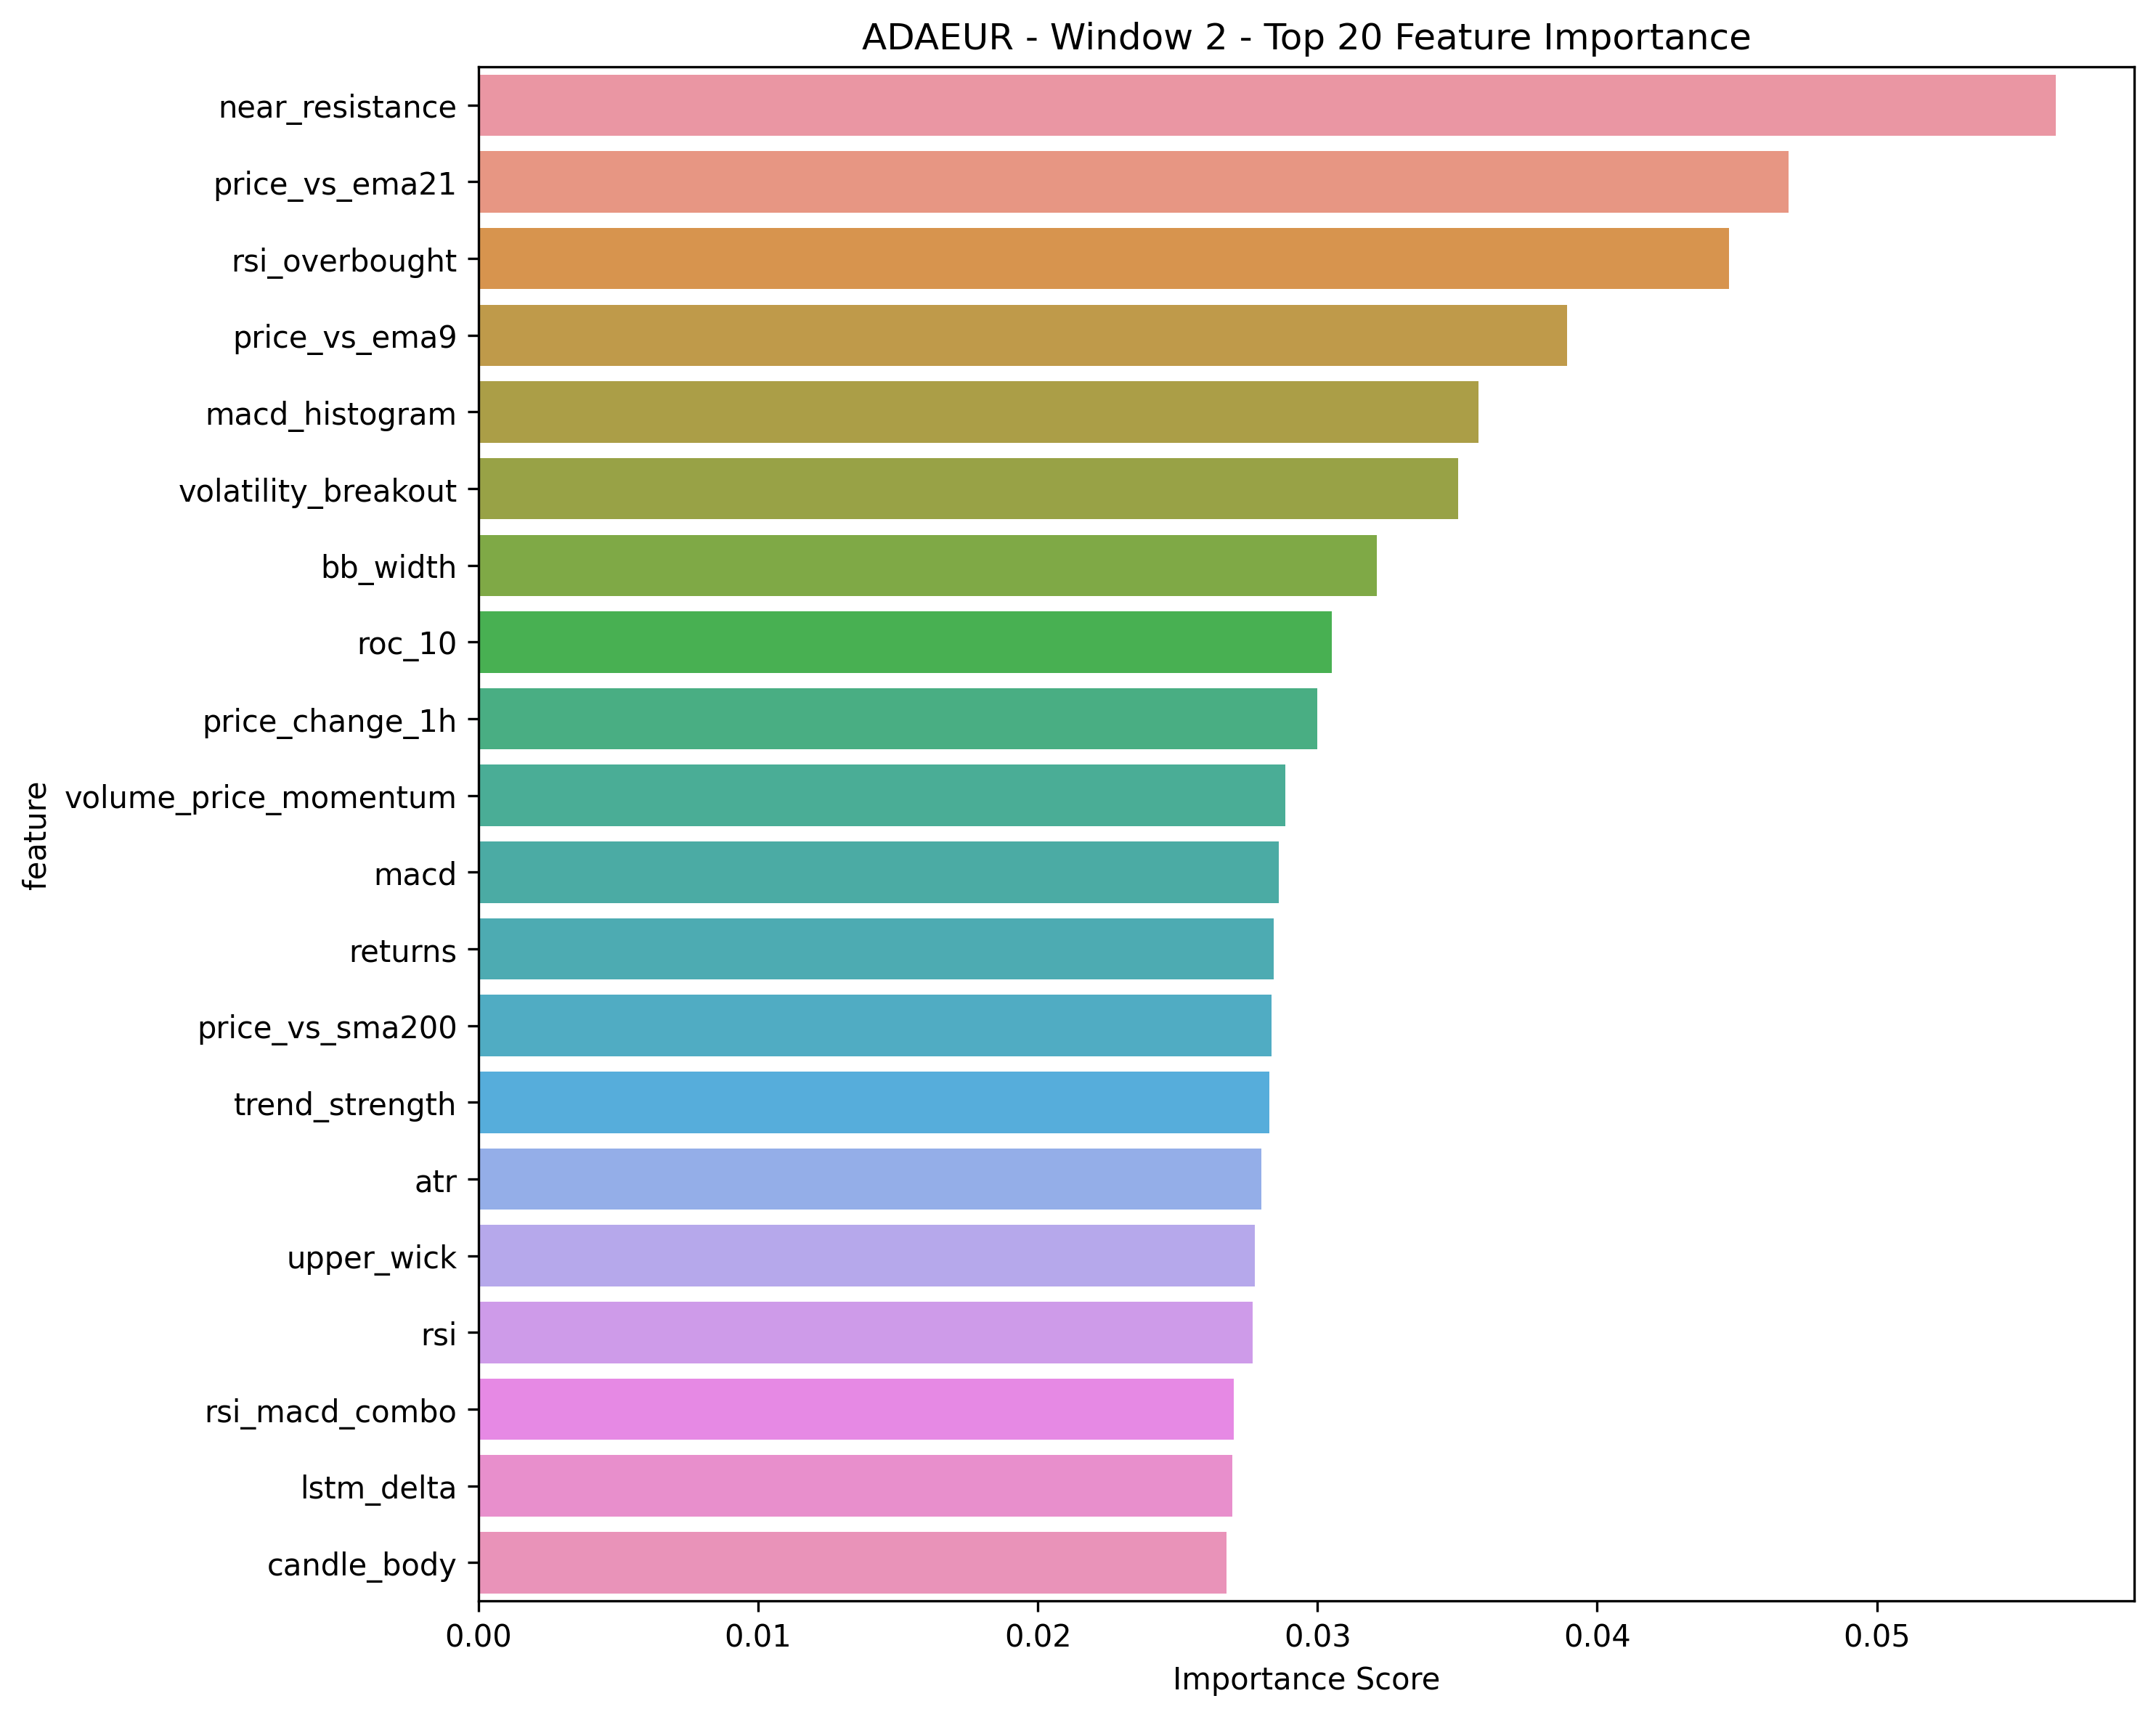 ADAEUR - Window 2 - Top 20 Feature Importance
near_resistance
price_vs_ema21
rsi_overbought
price_vs_ema9
macd_histogram
volatility_breakout
bb_width
roc_10
price_change_1h
volume_price_momentum
macd
returns
price_vs_sma200
trend_strength
atr
upper_wick
rsi
rsi_macd_combo
lstm_delta
candle_body
feature
0.00 0.01 0.02 0.03 0.04 0.05
Importance Score